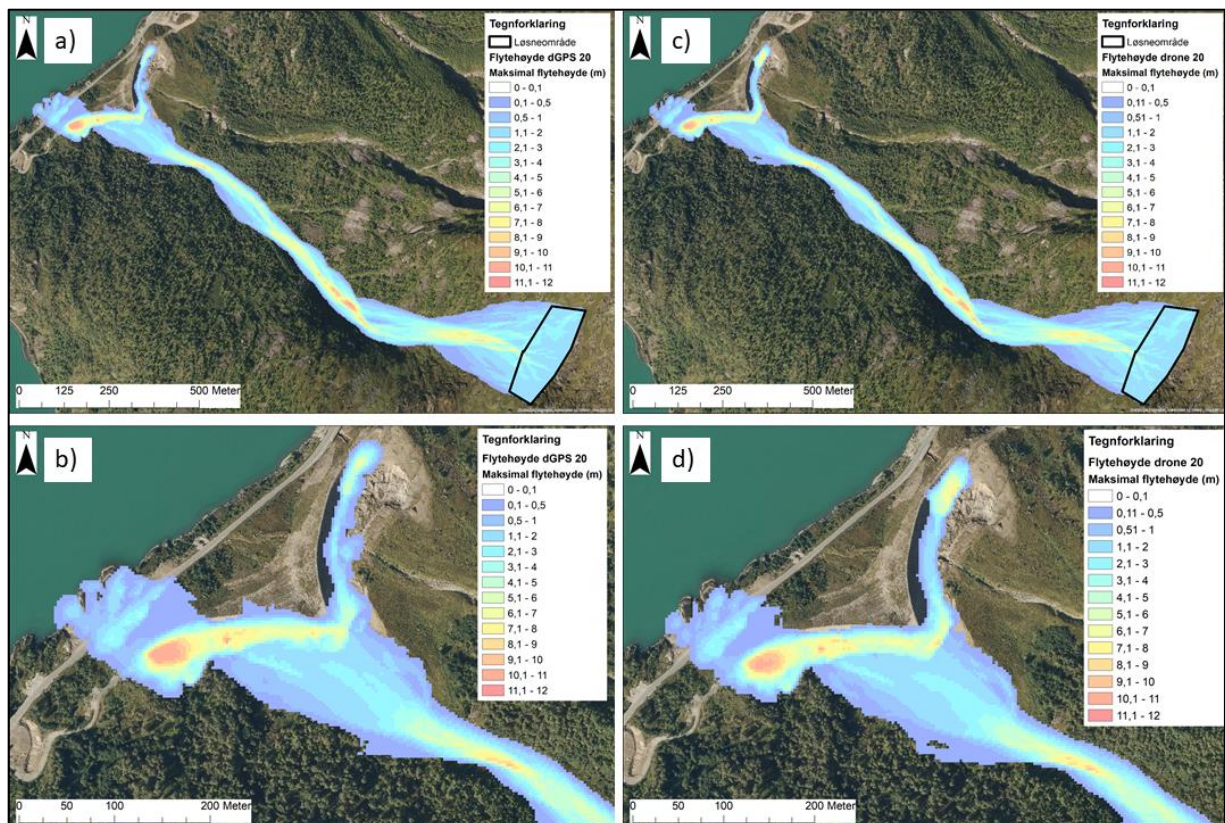 N
a)
Tegnforklaring
Løsneområde
Flytehøyde dGPS 20
Maksimal flytehøyde (m)
0 - 0,1
0,1 - 0,5
0,5 - 1
1,1 - 2
2,1 - 3
3,1 - 4
4,1 - 5
5,1 - 6
6,1 - 7
7,1 - 8
8,1 - 9
9,1 - 10
10,1 - 11
11,1 - 12
0 125 250 500 Meter
N
c)
Tegnforklaring
Løsneområde
Flytehøyde drone 20
Maksimal flytehøyde (m)
0 - 0,1
0,11 - 0,5
0,51 - 1
1,1 - 2
2,1 - 3
3,1 - 4
4,1 - 5
5,1 - 6
6,1 - 7
7,1 - 8
8,1 - 9
9,1 - 10
10,1 - 11
11,1 - 12
0 125 250 500 Meter
N
b)
Tegnforklaring
Flytehøyde dGPS 20
Maksimal flytehøyde (m)
0 - 0,1
0,1 - 0,5
0,5 - 1
1,1 - 2
2,1 - 3
3,1 - 4
4,1 - 5
5,1 - 6
6,1 - 7
7,1 - 8
8,1 - 9
9,1 - 10
10,1 - 11
11,1 - 12
0 50 100 200 Meter
N
d)
Tegnforklaring
Flytehøyde drone 20
Maksimal flytehøyde (m)
0 - 0,1
0,11 - 0,5
0,51 - 1
1,1 - 2
2,1 - 3
3,1 - 4
4,1 - 5
5,1 - 6
6,1 - 7
7,1 - 8
8,1 - 9
9,1 - 10
10,1 - 11
11,1 - 12
0 50 100 200 Meter